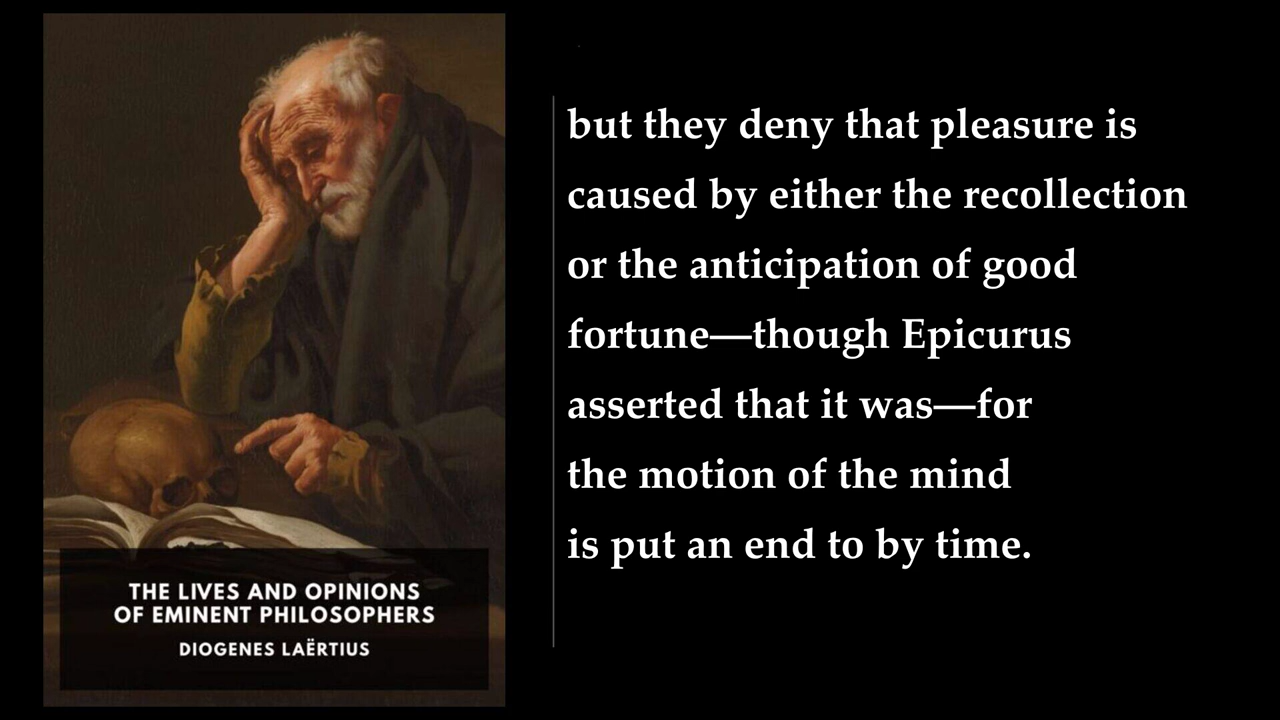 THE LIVES AND OPINIONS
OF EMINENT PHILOSOPHERS
DIOGENES LAËRTIUS
but they deny that pleasure is
caused by either the recollection
or the anticipation of good
fortune—though Epicurus
asserted that it was—for
the motion of the mind
is put an end to by time.